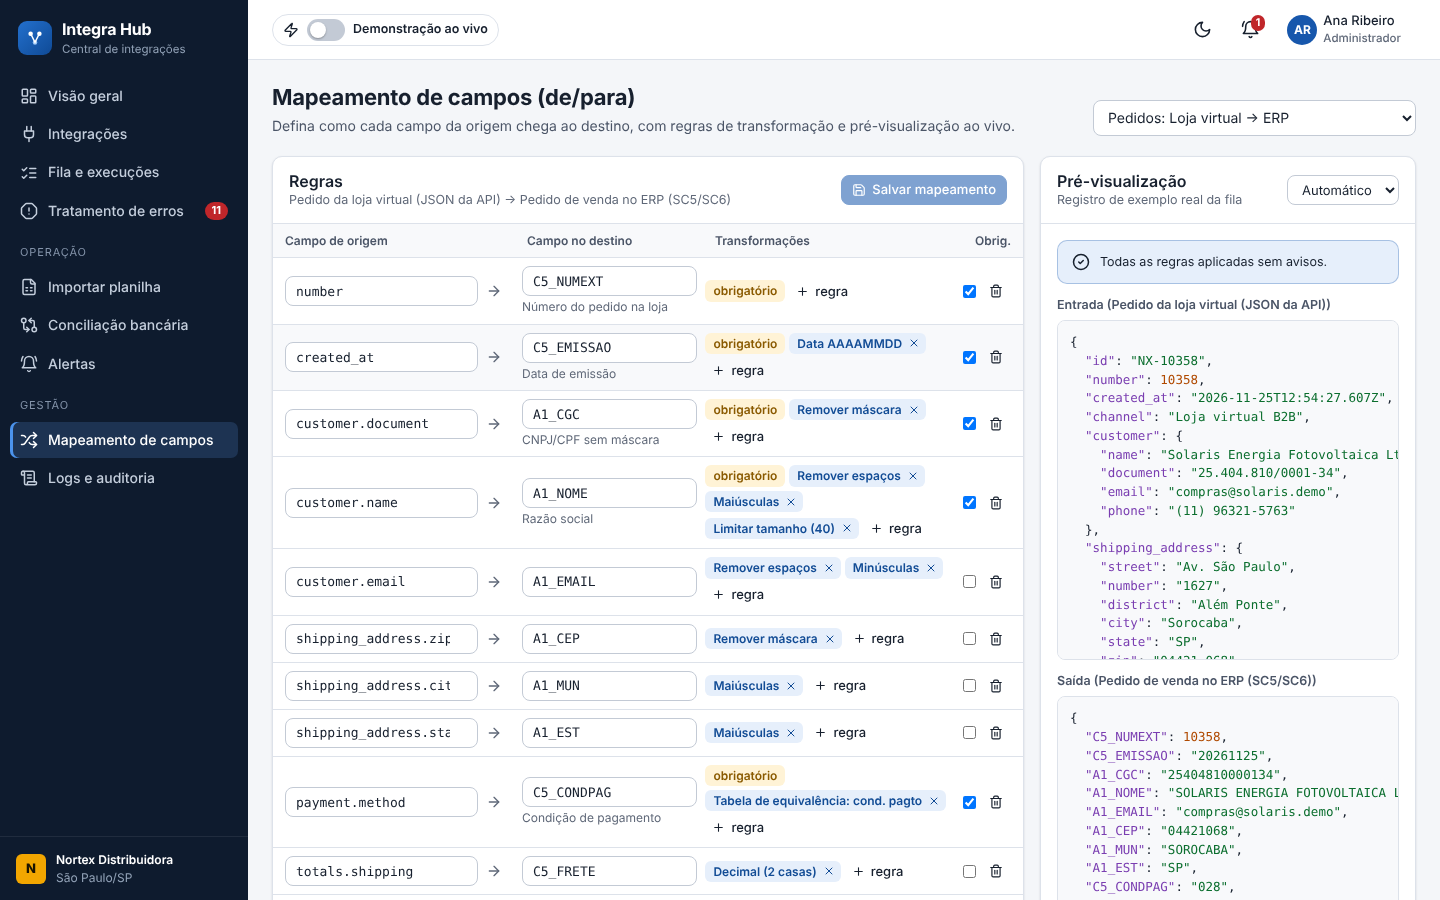 Integra Hub
Central de integrações
Visão geral
Integrações
Fila e execuções
Tratamento de erros 11
OPERAÇÃO
Importar planilha
Conciliação bancária
Alertas
GESTÃO
Mapeamento de campos
Logs e auditoria
N Nortex Distribuidora
São Paulo/SP
Demonstração ao vivo
1
AR Ana Ribeiro
Administrador
Mapeamento de campos (de/para)
Defina como cada campo da origem chega ao destino, com regras de transformação e pré-visualização ao vivo.
Pedidos: Loja virtual → ERP
Regras
Pedido da loja virtual (JSON da API) → Pedido de venda no ERP (SC5/SC6)
Salvar mapeamento
Campo de origem Campo no destino Transformações Obrig.
number → C5_NUMEXT obrigatório + regra
Número do pedido na loja
created_at → C5_EMISSAO obrigatório Data AAAAMMDD ×
Data de emissão + regra
customer.document → A1_CGC obrigatório Remover máscara ×
CNPJ/CPF sem máscara + regra
customer.name → A1_NOME obrigatório Remover espaços ×
Razão social Maiúsculas ×
Limitar tamanho (40) × + regra
customer.email → A1_EMAIL Remover espaços × Minúsculas ×
+ regra
shipping_address.zip → A1_CEP Remover máscara × + regra
shipping_address.cit → A1_MUN Maiúsculas × + regra
shipping_address.sta → A1_EST Maiúsculas × + regra
payment.method → C5_CONDPAG obrigatório
Condição de pagamento Tabela de equivalência: cond. pagto ×
+ regra
totals.shipping → C5_FRETE Decimal (2 casas) × + regra
Pré-visualização
Registro de exemplo real da fila
Automático
Todas as regras aplicadas sem avisos.
Entrada (Pedido da loja virtual (JSON da API))
{
"id": "NX-10358",
"number": 10358,
"created_at": "2026-11-25T12:54:27.607Z",
"channel": "Loja virtual B2B",
"customer": {
"name": "Solaris Energia Fotovoltaica Lt
"document": "25.404.810/0001-34",
"email": "compras@solaris.demo",
"phone": "(11) 96321-5763"
},
"shipping_address": {
"street": "Av. São Paulo",
"number": "1627",
"district": "Além Ponte",
"city": "Sorocaba",
"state": "SP",
"zip": "04421-068"
Saída (Pedido de venda no ERP (SC5/SC6))
{
"C5_NUMEXT": 10358,
"C5_EMISSAO": "20261125",
"A1_CGC": "25404810000134",
"A1_NOME": "SOLARIS ENERGIA FOTOVOLTAICA L
"A1_EMAIL": "compras@solaris.demo",
"A1_CEP": "04421068",
"A1_MUN": "SOROCABA",
"A1_EST": "SP",
"C5_CONDPAG": "028",